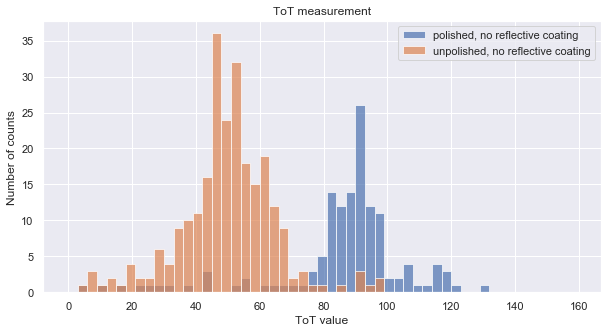 ToT measurement
polished, no reflective coating
unpolished, no reflective coating
Number of counts
35
30
25
20
15
10
5
0
0 20 40 60 80 100 120 140 160
ToT value